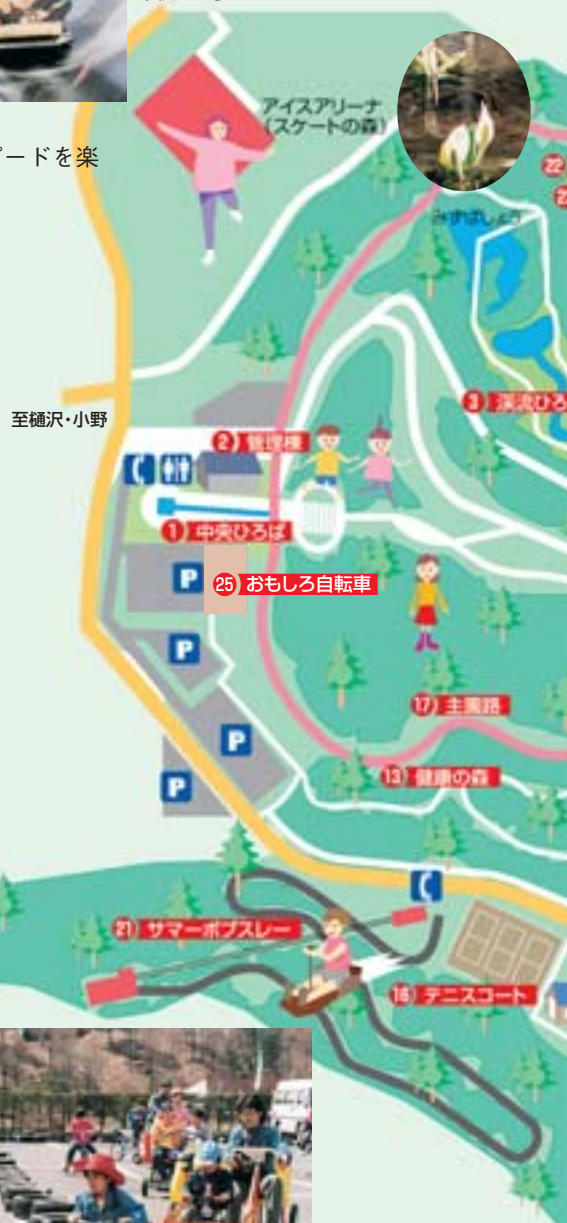 ピードを楽
アイスアリーナ
(スケートの森)
みずばしょう
22
2
至樋沢・小野
3 渓流ひろ
2 管理棟
1 中央ひろば
P
25 おもしろ自転車
P
17 主園路
P
13 健康の森
P
21 サマーボブスレー
16 テニスコート